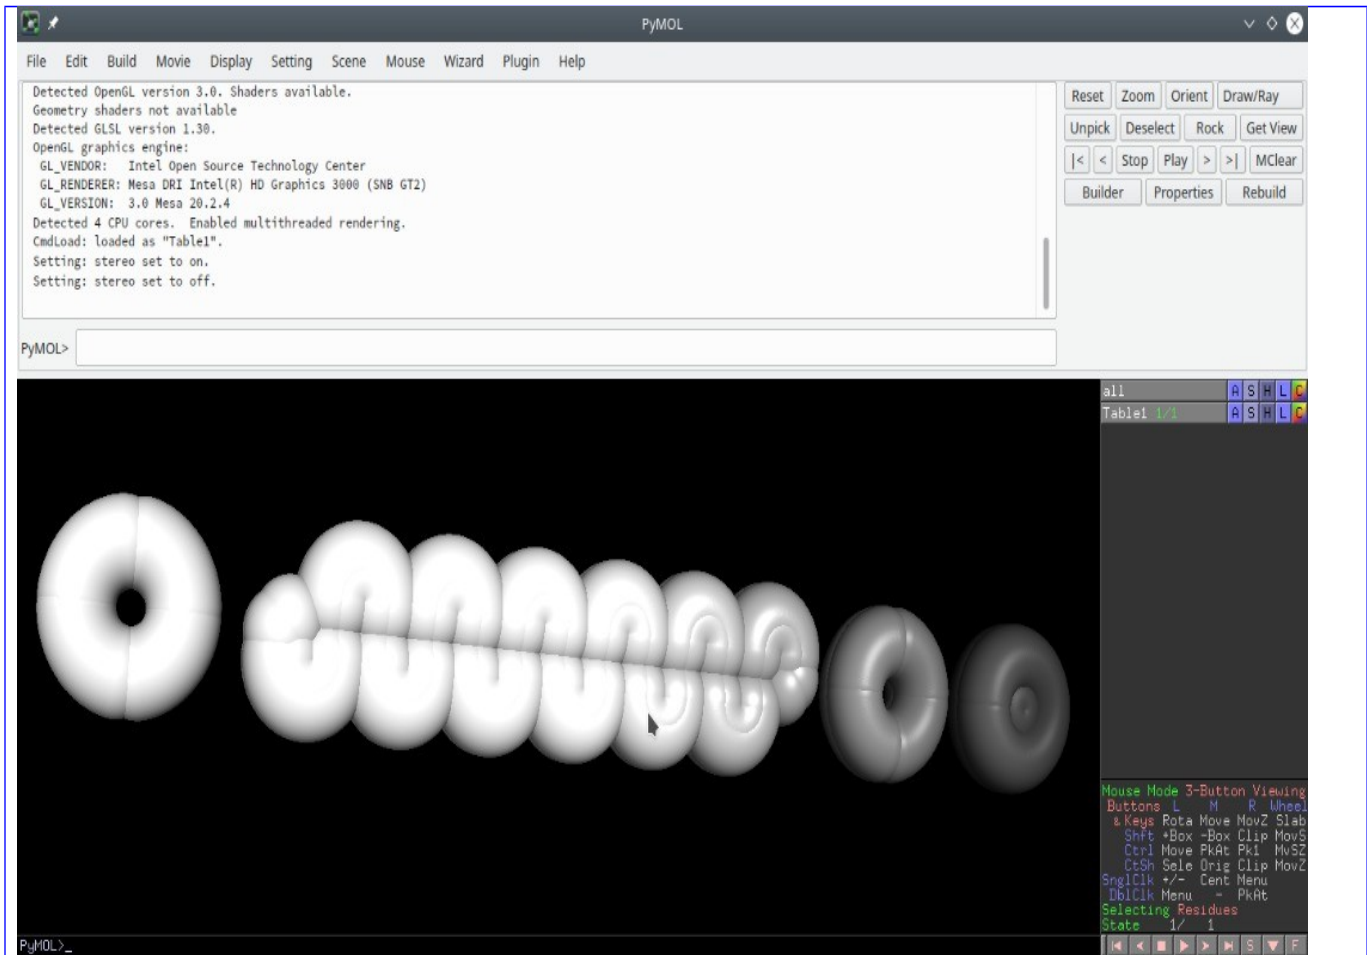 PyMOL
File Edit Build Movie Display Setting Scene Mouse Wizard Plugin Help
Detected OpenGL version 3.0. Shaders available.
Geometry shaders not available
Detected GLSL version 1.30.
OpenGL graphics engine:
GL_VENDOR: Intel Open Source Technology Center
GL_RENDERER: Mesa DRI Intel(R) HD Graphics 3000 (SNB GT2)
GL_VERSION: 3.0 Mesa 20.2.4
Detected 4 CPU cores. Enabled multithreaded rendering.
CmdLoad: loaded as "Table1".
Setting: stereo set to on.
Setting: stereo set to off.
Reset Zoom Orient Draw/Ray
Unpick Deselect Rock Get View
|< < Stop Play > >| MClear
Builder Properties Rebuild
PyMOL>
all A S H L C
Table1 1/1 A S H L C
Mouse Mode 3-Button Viewing
Buttons L M R Wheel
& Keys Rota Move MovZ Slab
Shft +Box -Box Clip MovS
Ctrl Move PkAt Pk1 MvSZ
CtSh Sele Orig Clip MovZ
SnglClk +/- Cent Menu
DblClk Menu - PkAt
Selecting Residues
State 1/ 1
PyMOL>_
S F